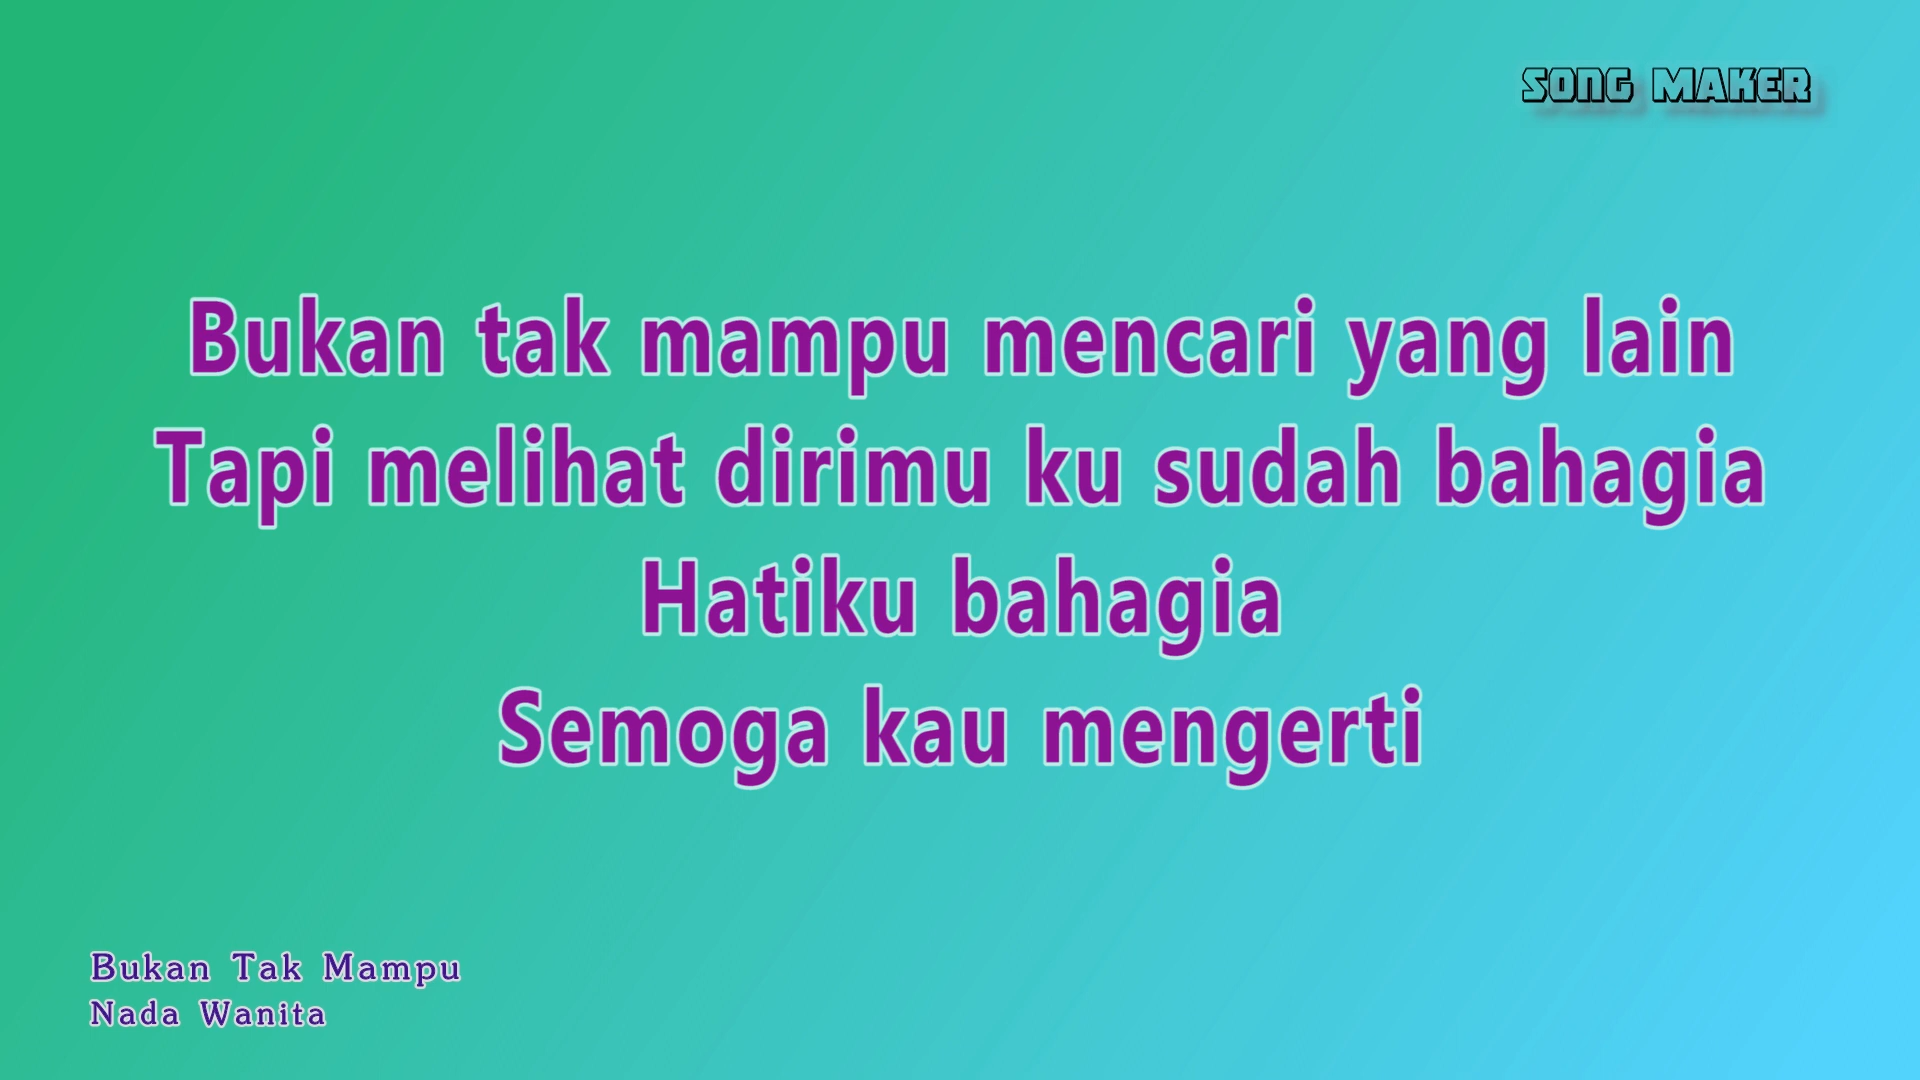 SONG MAKER
Bukan tak mampu mencari yang lain
Tapi melihat dirimu ku sudah bahagia
Hatiku bahagia
Semoga kau mengerti
Bukan Tak Mampu
Nada Wanita